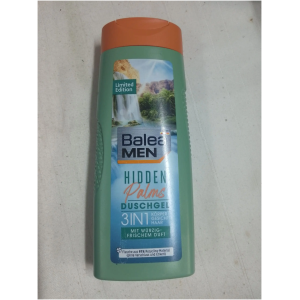 Limited
Edition
Balea
MEN
HIDDEN
Palms
DUSCHGEL
3IN1
MIT WÜRZIG-
FRISCHEM DUFT